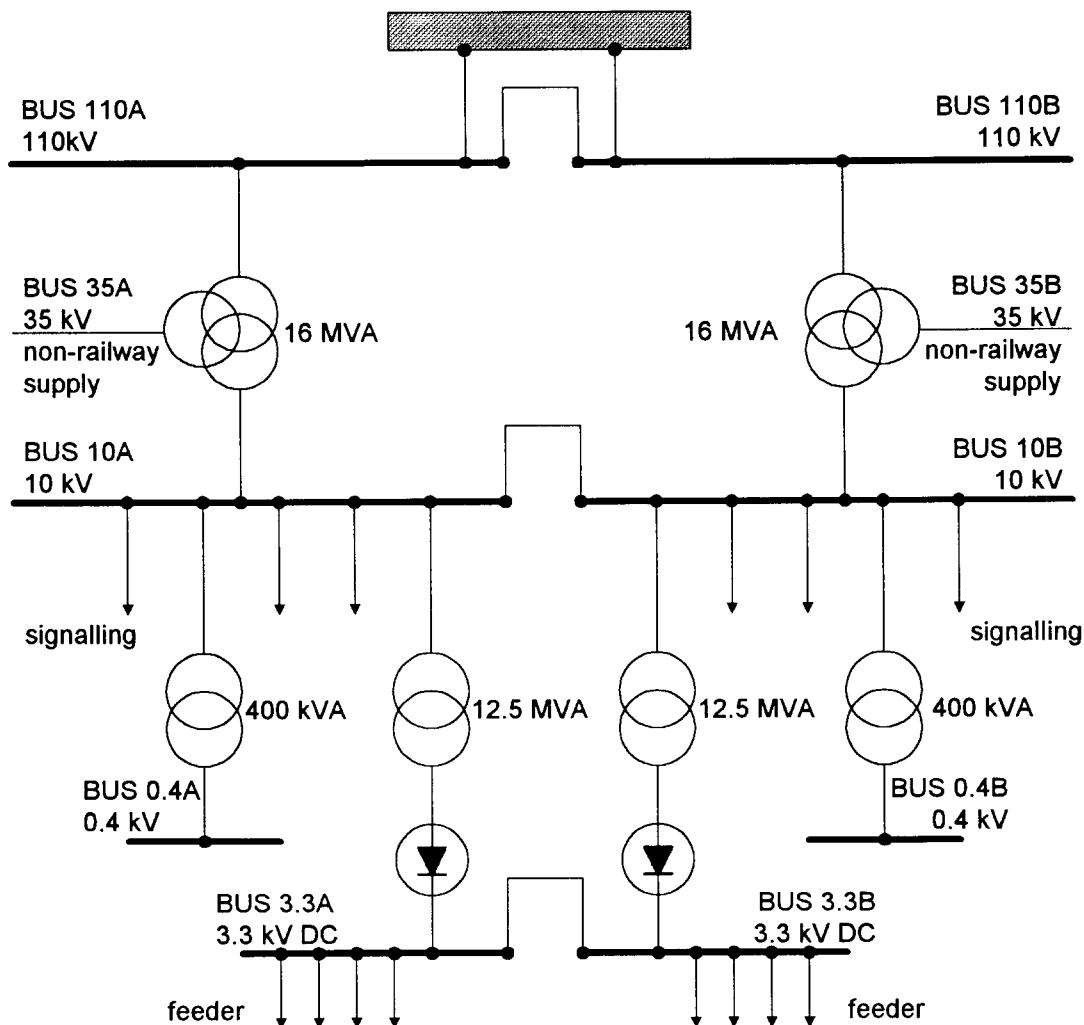 BUS 110A
110kV
BUS 110B
110 kV
BUS 35A
35 kV
non-railway
supply
16 MVA
16 MVA
BUS 35B
35 kV
non-railway
supply
BUS 10A
10 kV
BUS 10B
10 kV
signalling
signalling
400 kVA
12.5 MVA
12.5 MVA
400 kVA
BUS 0.4A
0.4 kV
BUS 0.4B
0.4 kV
BUS 3.3A
3.3 kV DC
BUS 3.3B
3.3 kV DC
feeder
feeder